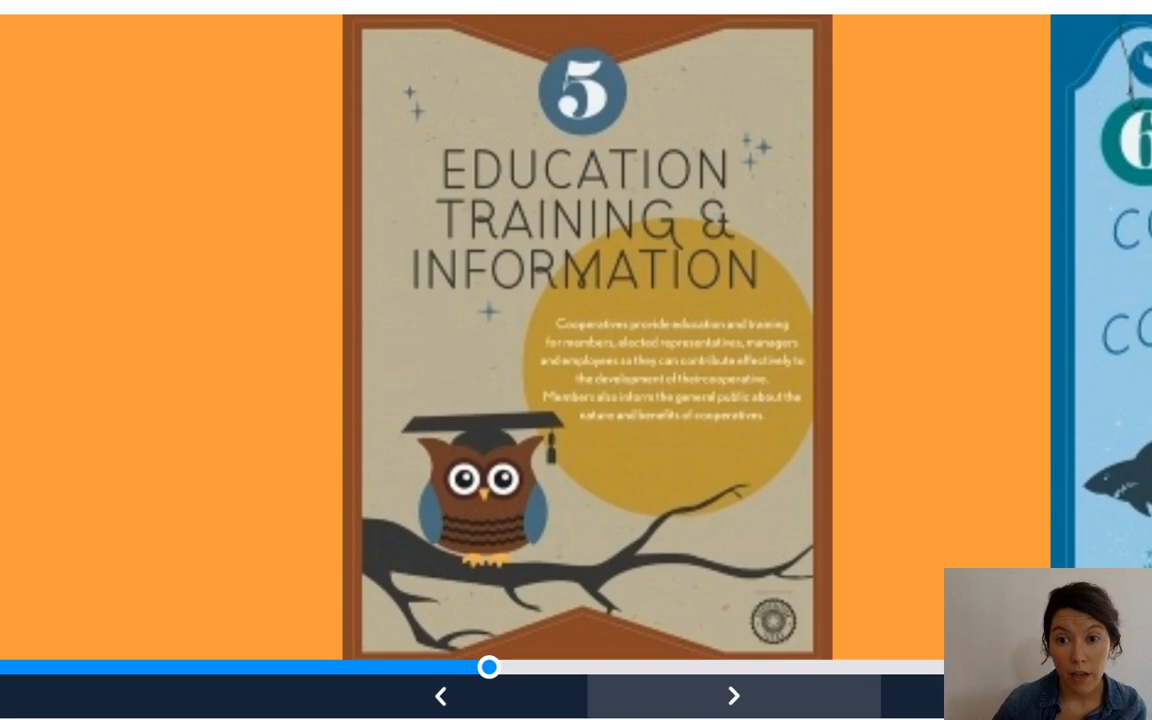 5
EDUCATION
TRAINING &
INFORMATION
Cooperatives provide education and training
for members, elected representatives, managers
and employees so they can contribute effectively to
the development of their cooperative.
Members also inform the general public about the
nature and benefits of cooperatives
6
CO
CO